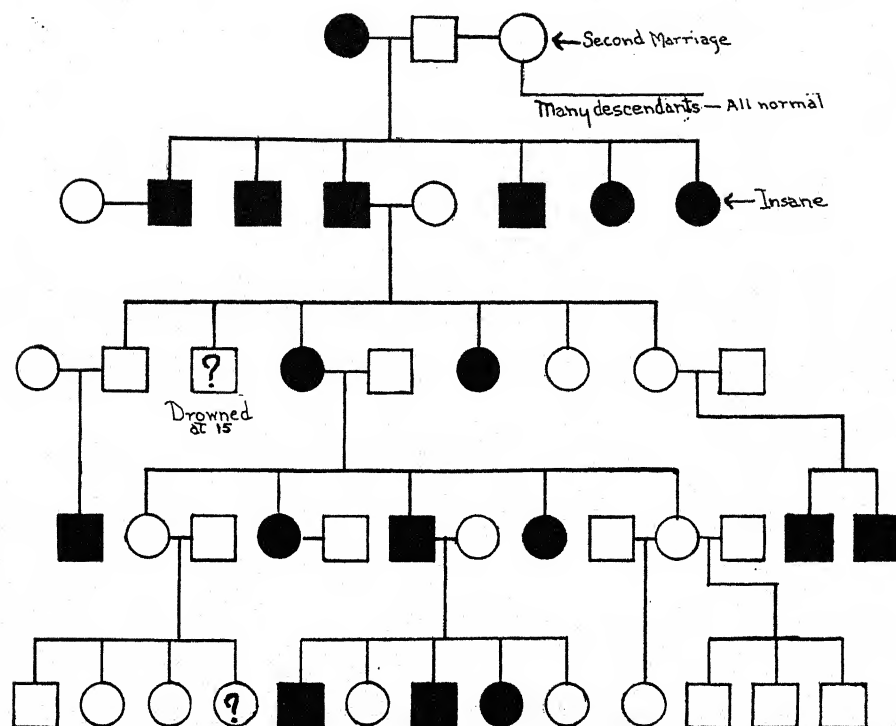 ← Second Marriage
Many descendants — All normal
← Insane
?
Drowned
at 15
?